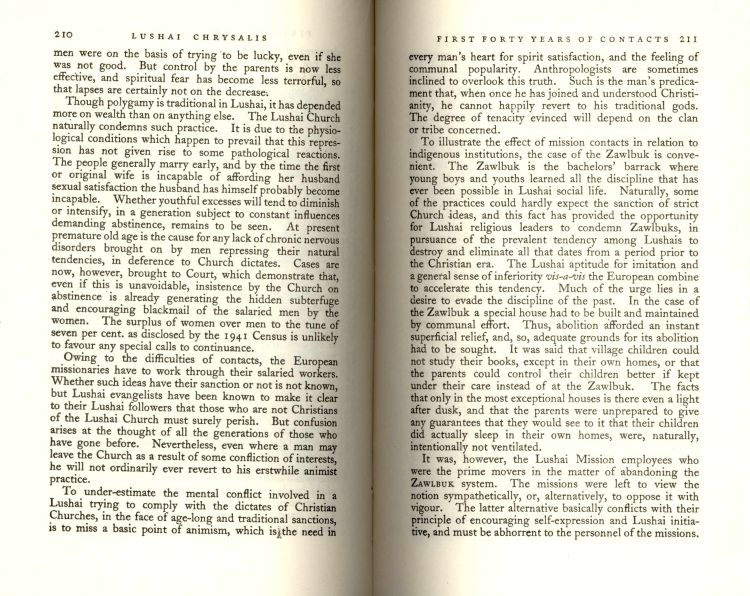 210 LUSHAI CHRYSALIS
men were on the basis of trying to be lucky, even if she
was not good. But control by the parents is now less
effective, and spiritual fear has become less terrorful, so
that lapses are certainly not on the decrease.
Though polygamy is traditional in Lushai, it has depended
more on wealth than on anything else. The Lushai Church
naturally condemns such practice. It is due to the physio-
logical conditions which happen to prevail that this repres-
sion has not given rise to some pathological reactions.
The people generally marry early, and by the time the first
or original wife is incapable of affording her husband
sexual satisfaction the husband has himself probably become
incapable. Whether youthful excesses will tend to diminish
or intensify, in a generation subject to constant influences
demanding abstinence, remains to be seen. At present
premature old age is the cause for any lack of chronic nervous
disorders brought on by men repressing their natural
tendencies, in deference to Church dictates. Cases are
now, however, brought to Court, which demonstrate that,
even if this is unavoidable, insistence by the Church on
abstinence is already generating the hidden subterfuge
and encouraging blackmail of the salaried men by the
women. The surplus of women over men to the tune of
seven per cent. as disclosed by the 1941 Census is unlikely
to favour any special calls to continuance.
Owing to the difficulties of contacts, the European
missionaries have to work through their salaried workers.
Whether such ideas have their sanction or not is not known,
but Lushai evangelists have been known to make it clear
to their Lushai followers that those who are not Christians
of the Lushai Church must surely perish. But confusion
arises at the thought of all the generations of those who
have gone before. Nevertheless, even where a man may
leave the Church as a result of some confliction of interests,
he will not ordinarily ever revert to his erstwhile animist
practice.
To under-estimate the mental conflict involved in a
Lushai trying to comply with the dictates of Christian
Churches, in the face of age-long and traditional sanctions,
is to miss a basic point of animism, which is the need in
FIRST FORTY YEARS OF CONTACTS 211
every man's heart for spirit satisfaction, and the feeling of
communal popularity. Anthropologists are sometimes
inclined to overlook this truth. Such is the man's predica-
ment that, when once he has joined and understood Christi-
anity, he cannot happily revert to his traditional gods.
The degree of tenacity evinced will depend on the clan
or tribe concerned.
To illustrate the effect of mission contacts in relation to
indigenous institutions, the case of the Zawlbuk is conve-
nient. The Zawlbuk is the bachelors' barrack where
young boys and youths learned all the discipline that has
ever been possible in Lushai social life. Naturally, some
of the practices could hardly expect the sanction of strict
Church ideas, and this fact has provided the opportunity
for Lushai religious leaders to condemn Zawlbuks, in
pursuance of the prevalent tendency among Lushais to
destroy and eliminate all that dates from a period prior to
the Christian era. The Lushai aptitude for imitation and
a general sense of inferiority vis-a-vis the European combine
to accelerate this tendency. Much of the urge lies in a
desire to evade the discipline of the past. In the case of
the Zawlbuk a special house had to be built and maintained
by communal effort. Thus, abolition afforded an instant
superficial relief, and, so, adequate grounds for its abolition
had to be sought. It was said that village children could
not study their books, except in their own homes, or that
the parents could control their children better if kept
under their care instead of at the Zawlbuk. The facts
that only in the most exceptional houses is there even a light
after dusk, and that the parents were unprepared to give
any guarantees that they would see to it that their children
did actually sleep in their own homes, were, naturally,
intentionally not ventilated.
It was, however, the Lushai Mission employees who
were the prime movers in the matter of abandoning the
ZAWLBUK system. The missions were left to view the
notion sympathetically, or, alternatively, to oppose it with
vigour. The latter alternative basically conflicts with their
principle of encouraging self-expression and Lushai initia-
tive, and must be abhorrent to the personnel of the missions.